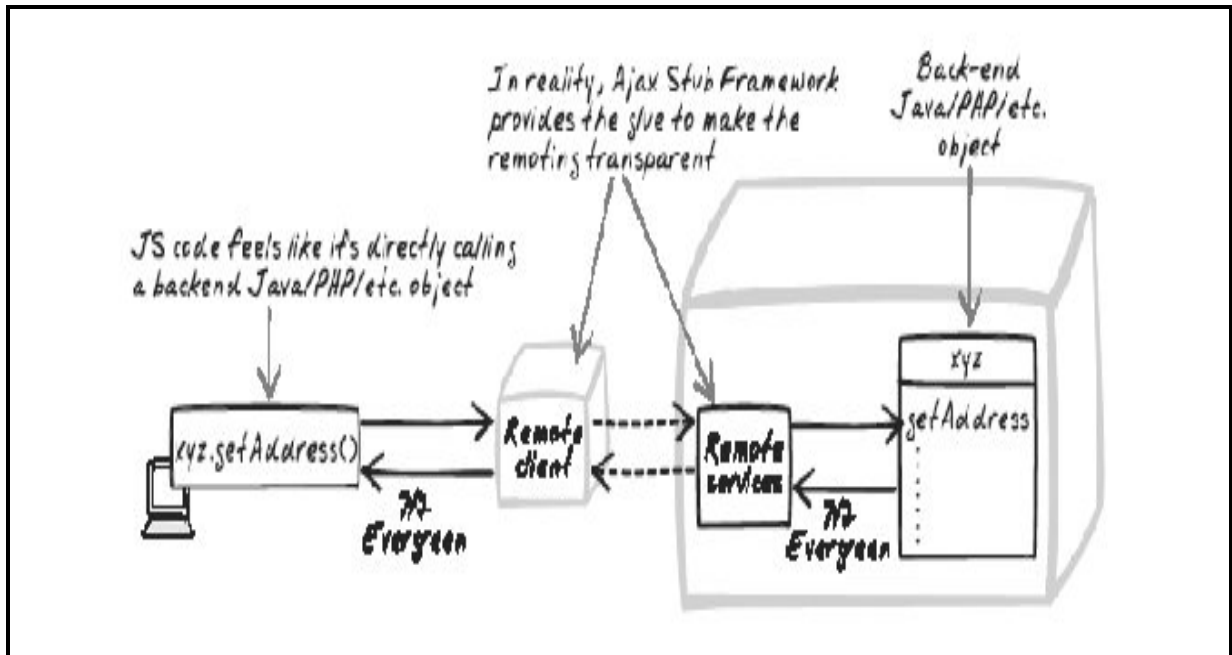 In reality, Ajax Stub Framework
provides the glue to make the
remoting transparent
Back-end
Java/PHP/etc.
object
JS code feels like it's directly calling
a backend Java/PHP/etc. object
xyz.getAddress()
Remote
client
Remote
services
xyz
getAddress
Evergreen
Evergreen